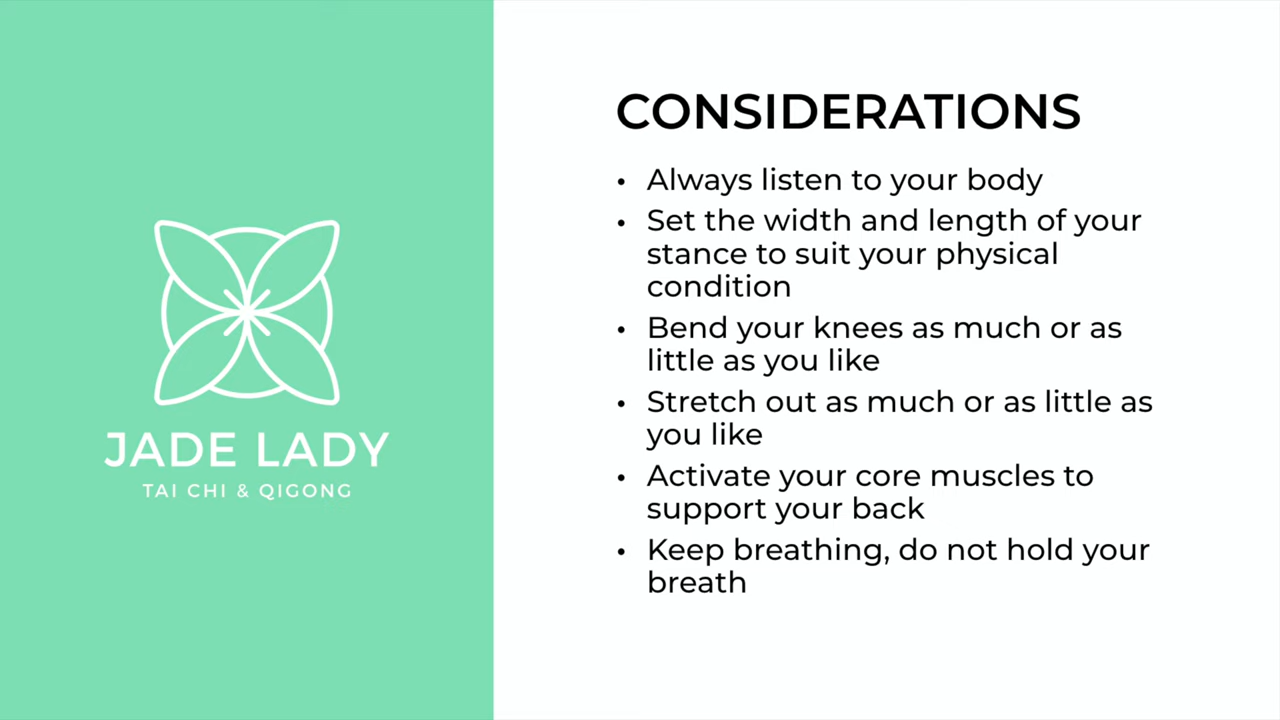 JADE LADY
TAI CHI & QIGONG
CONSIDERATIONS
• Always listen to your body
• Set the width and length of your
stance to suit your physical
condition
• Bend your knees as much or as
little as you like
• Stretch out as much or as little as
you like
• Activate your core muscles to
support your back
• Keep breathing, do not hold your
breath